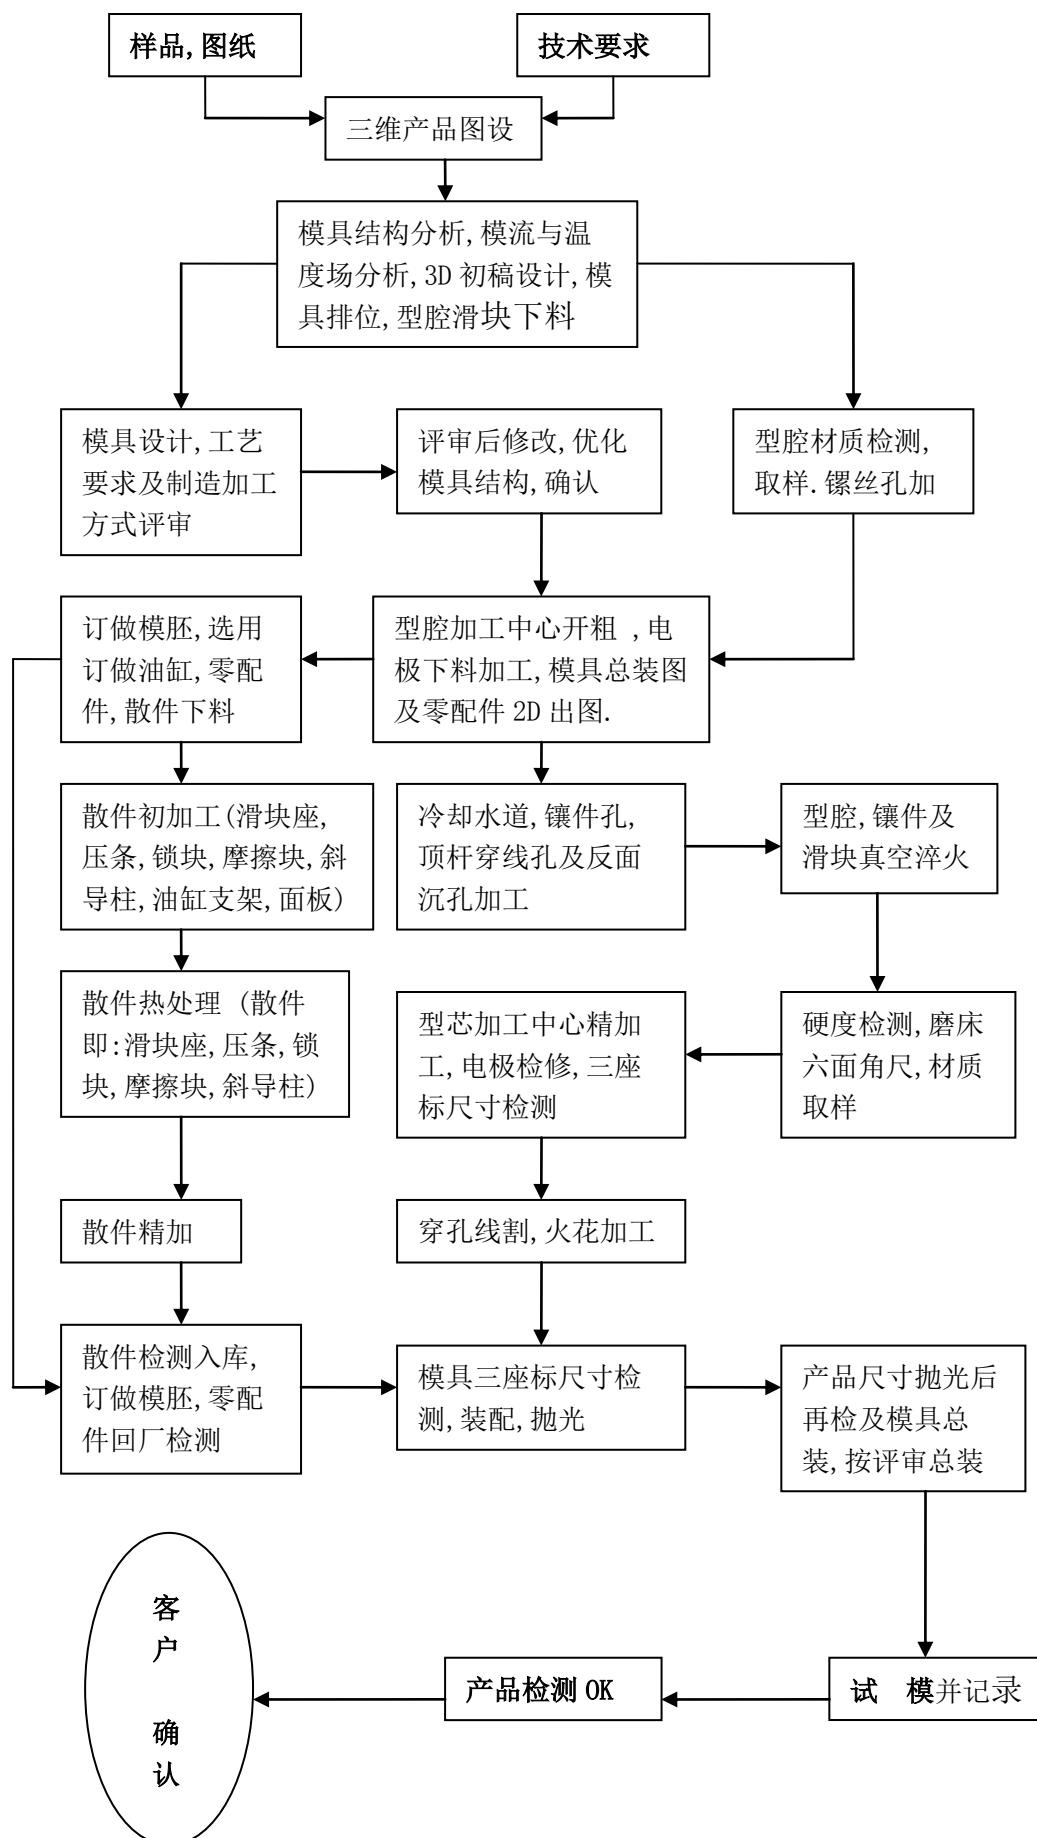 样品,图纸
技术要求
三维产品图设
模具结构分析,模流与温
度场分析,3D 初稿设计,模
具排位,型腔滑块下料
模具设计,工艺
要求及制造加工
方式评审
评审后修改,优化
模具结构,确认
型腔材质检测,
取样.镙丝孔加
订做模胚,选用
订做油缸,零配
件,散件下料
型腔加工中心开粗 ,电
极下料加工,模具总装图
及零配件 2D 出图.
散件初加工(滑块座,
压条,锁块,摩擦块,斜
导柱,油缸支架,面板)
冷却水道,镶件孔,
顶杆穿线孔及反面
沉孔加工
型腔,镶件及
滑块真空淬火
散件热处理 (散件
即:滑块座,压条,锁
块,摩擦块,斜导柱)
型芯加工中心精加
工,电极检修,三座
标尺寸检测
硬度检测,磨床
六面角尺,材质
取样
散件精加
穿孔线割,火花加工
散件检测入库,
订做模胚,零配
件回厂检测
模具三座标尺寸检
测,装配,抛光
产品尺寸抛光后
再检及模具总
装,按评审总装
客
户
确
认
产品检测 OK
试 模并记录